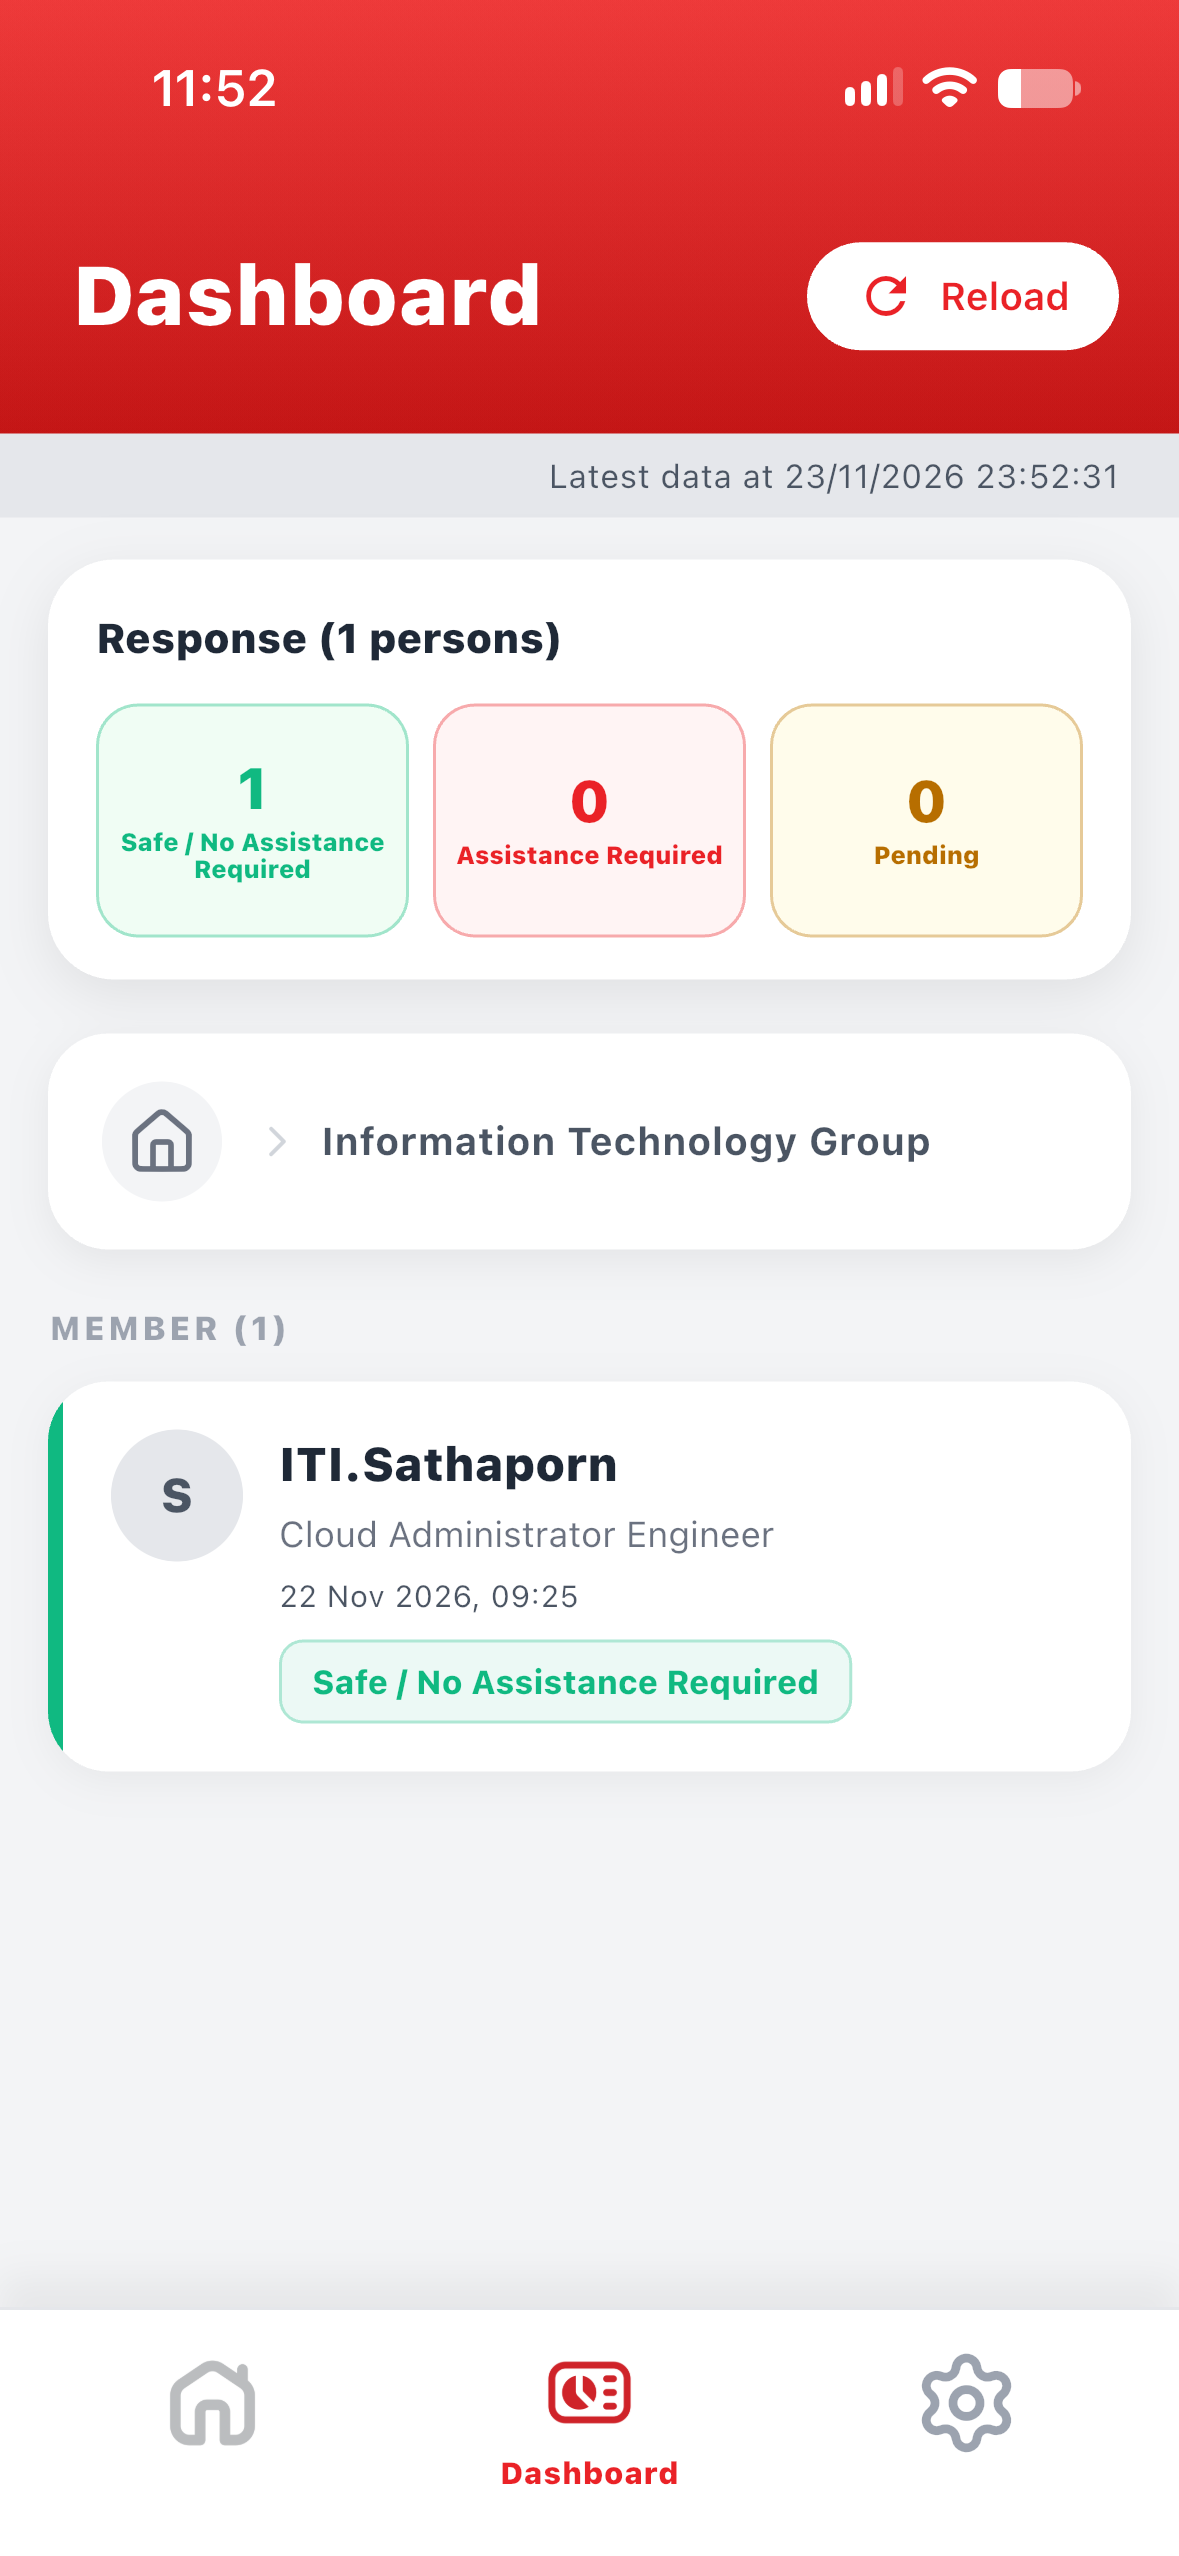 11:52
Dashboard
Reload
Latest data at 23/11/2026 23:52:31
Response (1 persons)
1
Safe / No Assistance
Required
0
Assistance Required
0
Pending
Information Technology Group
MEMBER (1)
S
ITI.Sathaporn
Cloud Administrator Engineer
22 Nov 2026, 09:25
Safe / No Assistance Required
Dashboard